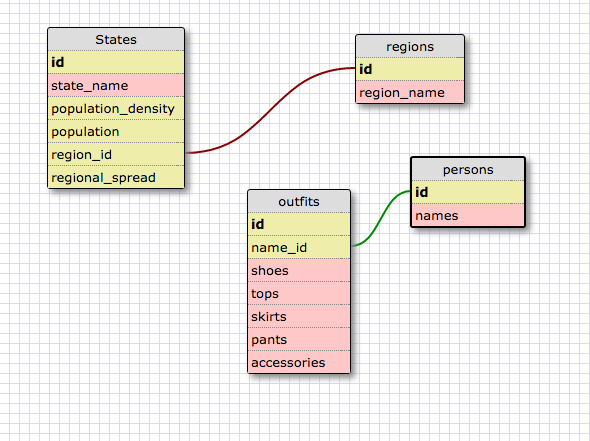 States
id
state_name
population_density
population
region_id
regional_spread
regions
id
region_name
persons
id
names
outfits
id
name_id
shoes
tops
skirts
pants
accessories